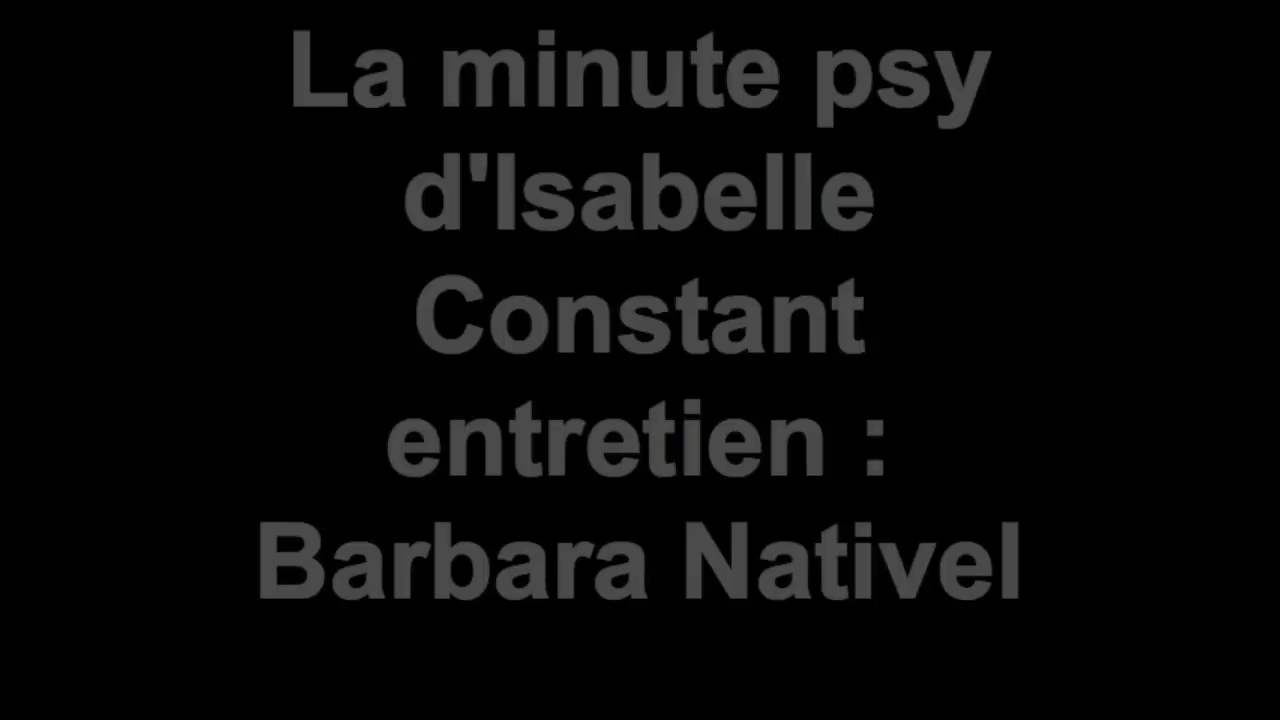 La minute psy
d'Isabelle
Constant
entretien :
Barbara Nativel